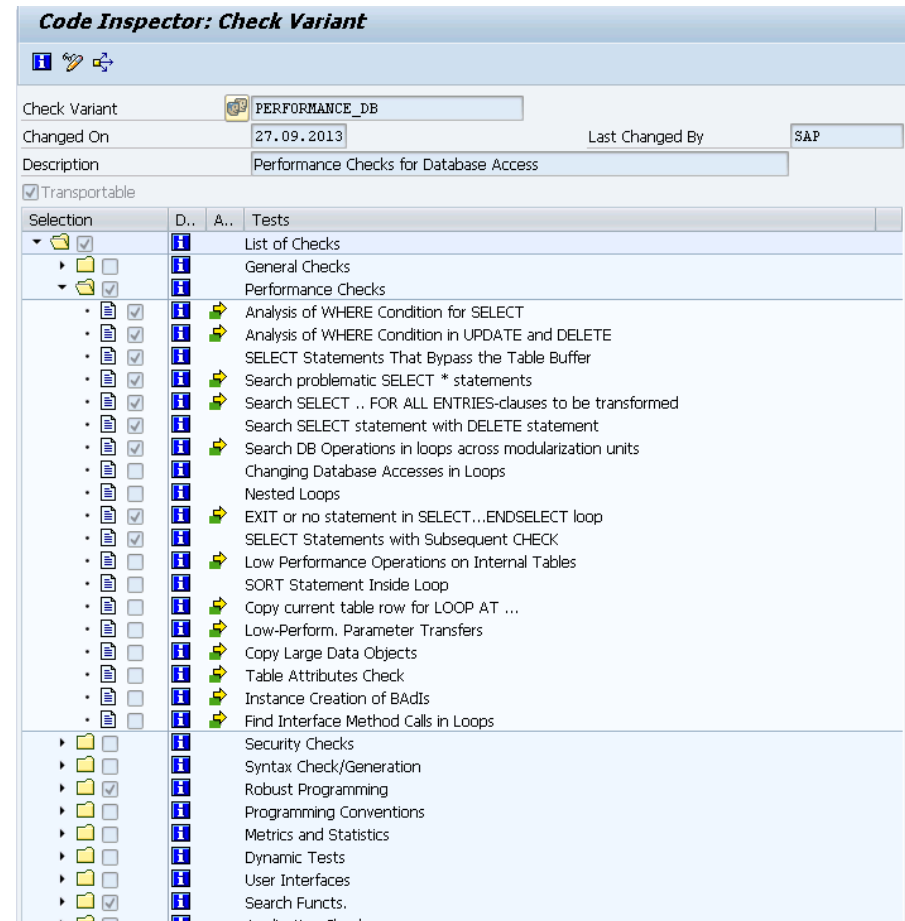 Code Inspector: Check Variant
Check Variant PERFORMANCE_DB
Changed On 27.09.2013 Last Changed By SAP
Description Performance Checks for Database Access
Transportable
Selection D.. A.. Tests
List of Checks
General Checks
Performance Checks
Analysis of WHERE Condition for SELECT
Analysis of WHERE Condition in UPDATE and DELETE
SELECT Statements That Bypass the Table Buffer
Search problematic SELECT * statements
Search SELECT .. FOR ALL ENTRIES-clauses to be transformed
Search SELECT statement with DELETE statement
Search DB Operations in loops across modularization units
Changing Database Accesses in Loops
Nested Loops
EXIT or no statement in SELECT...ENDSELECT loop
SELECT Statements with Subsequent CHECK
Low Performance Operations on Internal Tables
SORT Statement Inside Loop
Copy current table row for LOOP AT ...
Low-Perform. Parameter Transfers
Copy Large Data Objects
Table Attributes Check
Instance Creation of BAdIs
Find Interface Method Calls in Loops
Security Checks
Syntax Check/Generation
Robust Programming
Programming Conventions
Metrics and Statistics
Dynamic Tests
User Interfaces
Search Functs.